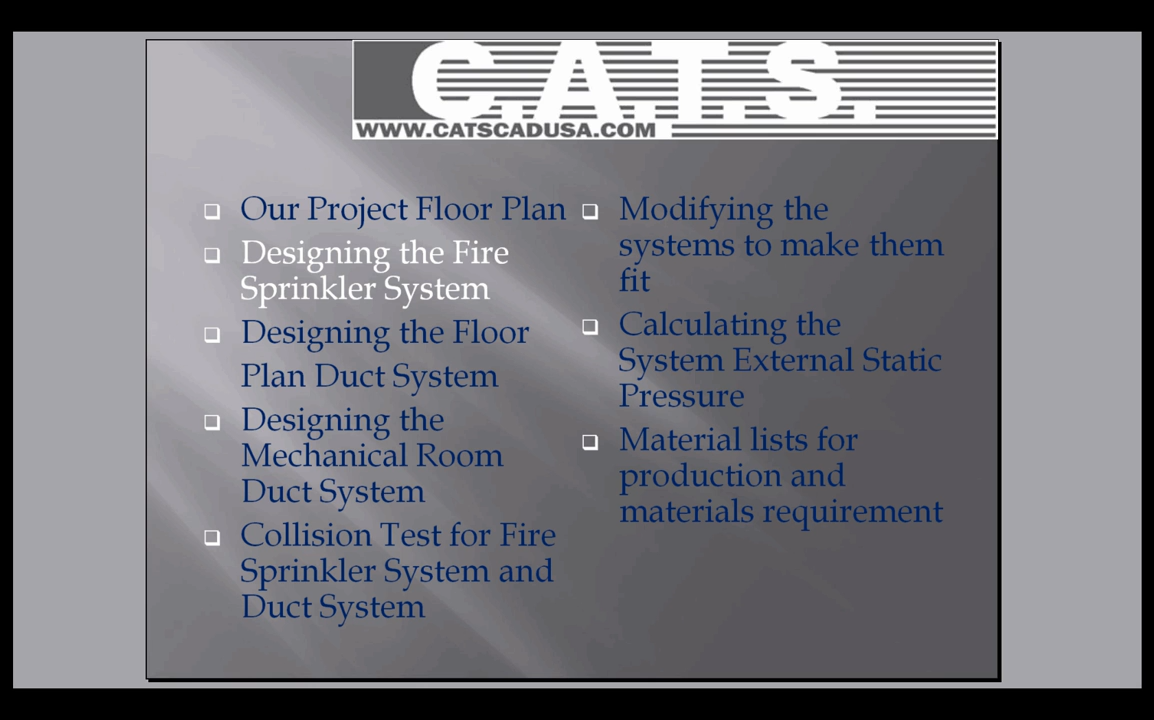 C.A.T.S.
WWW.CATSCADUSA.COM
Our Project Floor Plan
Designing the Fire
Sprinkler System
Designing the Floor
Plan Duct System
Designing the
Mechanical Room
Duct System
Collision Test for Fire
Sprinkler System and
Duct System
Modifying the
systems to make them
fit
Calculating the
System External Static
Pressure
Material lists for
production and
materials requirement